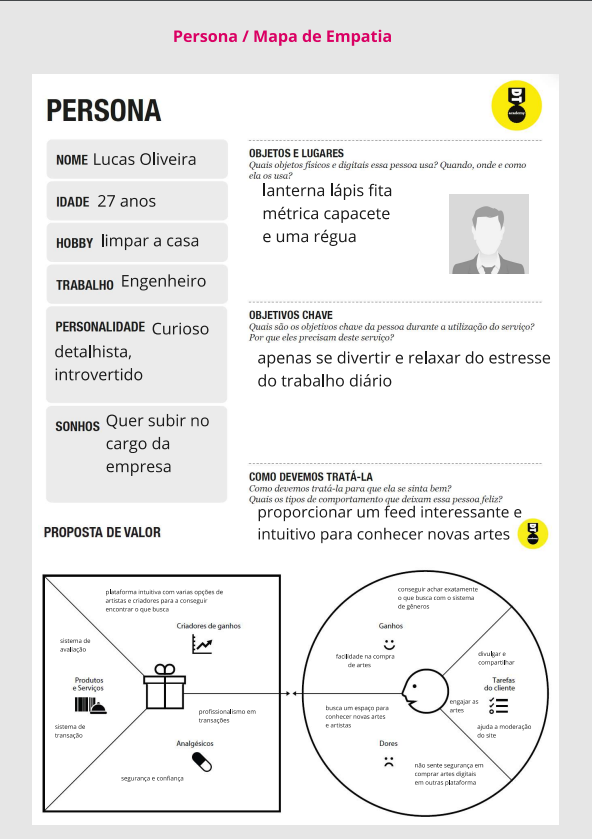 Persona / Mapa de Empatia
PERSONA
DT
academy
NOME Lucas Oliveira
IDADE 27 anos
HOBBY limpar a casa
TRABALHO Engenheiro
PERSONALIDADE Curioso
detalhista,
introvertido
SONHOS Quer subir no
cargo da
empresa
OBJETOS E LUGARES
Quais objetos físicos e digitais essa pessoa usa? Quando, onde e como
ela os usa?
lanterna lápis fita
métrica capacete
e uma régua
OBJETIVOS CHAVE
Quais são os objetivos chave da pessoa durante a utilização do serviço?
Por que eles precisam deste serviço?
apenas se divertir e relaxar do estresse
do trabalho diário
COMO DEVEMOS TRATÁ-LA
Como devemos tratá-la para que ela se sinta bem?
Quais os tipos de comportamento que deixam essa pessoa feliz?
proporcionar um feed interessante e
intuitivo para conhecer novas artes
PROPOSTA DE VALOR
plataforma intuitiva com varias opções de
artistas e criadores para a conseguir
encontrar o que busca
Criadores de ganhos
sistema de
avaliação
Produtos
e Serviços
sistema de
transação
profissionalismo em
transações
Analgésicos
segurança e confiança
conseguir achar exatamente
o que busca com o sistema
de gêneros
Ganhos
facilidade na compra
de artes
divulgar e
compartilhar
Tarefas
do cliente
engajar as
artes
ajuda a moderação
do site
busca um espaço para
conhecer novas artes
e artistas
Dores
não sente segurança em
comprar artes digitais
em outras plataforma